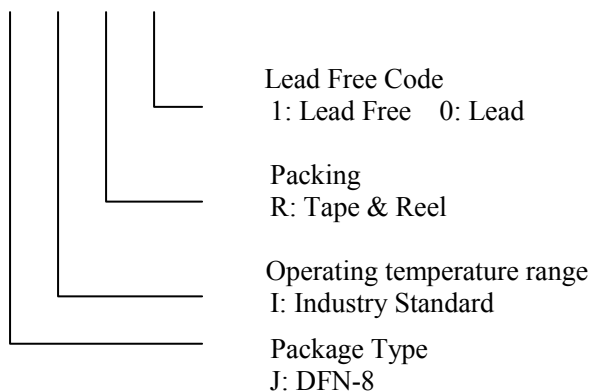 Lead Free Code
1: Lead Free 0: Lead
Packing
R: Tape & Reel
Operating temperature range
I: Industry Standard
Package Type
J: DFN-8